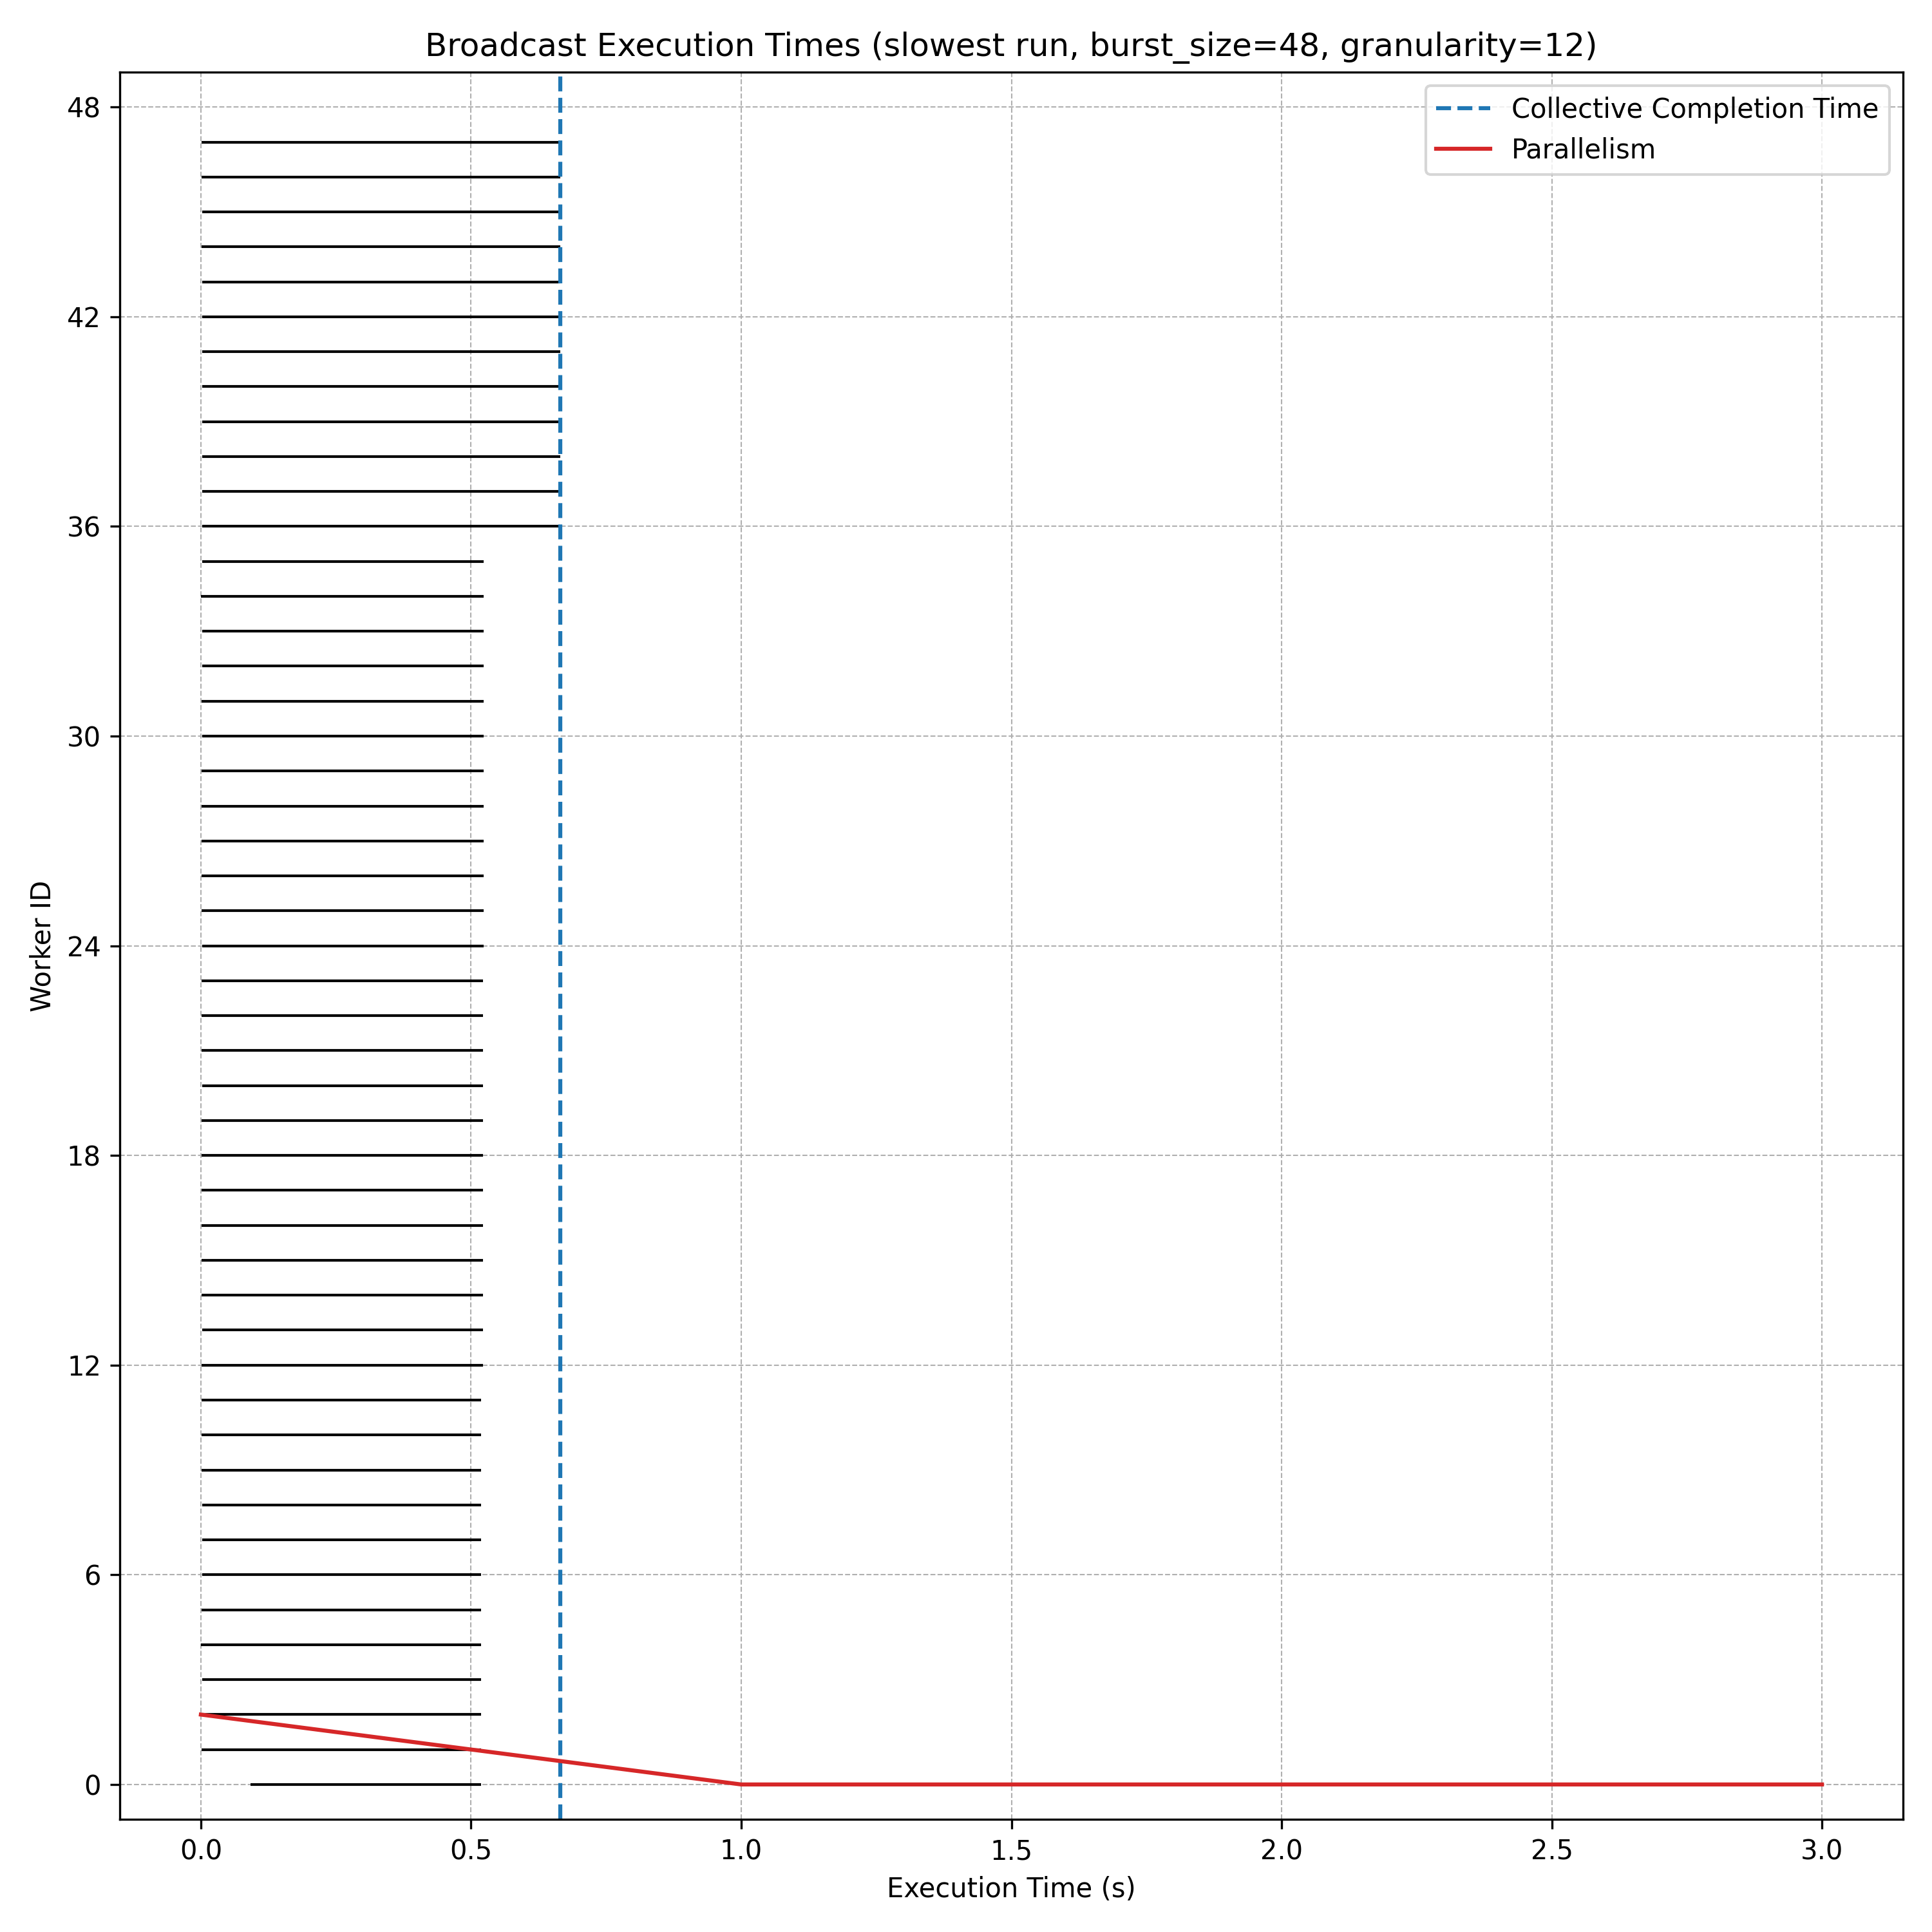 Broadcast Execution Times (slowest run, burst_size=48, granularity=12)
Collective Completion Time
Parallelism
48
42
36
30
24
18
12
6
0
Worker ID
0.0 0.5 1.0 1.5 2.0 2.5 3.0
Execution Time (s)